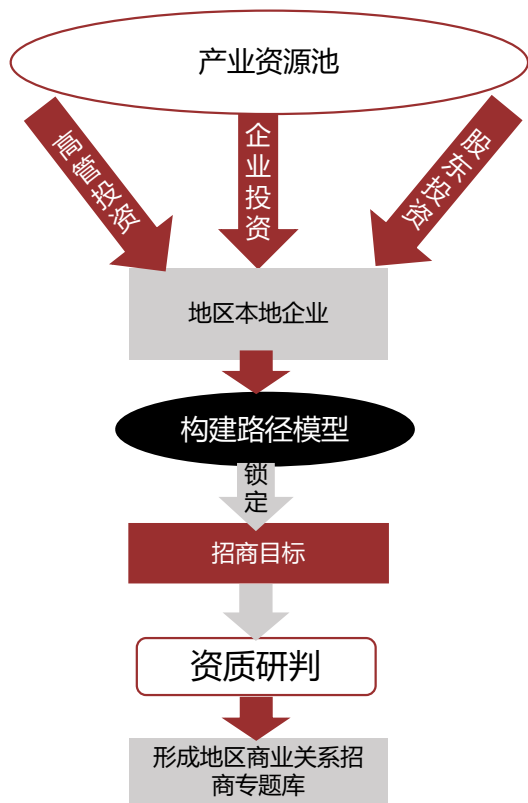 产业资源池
高管投资
企业投资
股东投资
地区本地企业
构建路径模型
锁定
招商目标
资质研判
形成地区商业关系招
商专题库